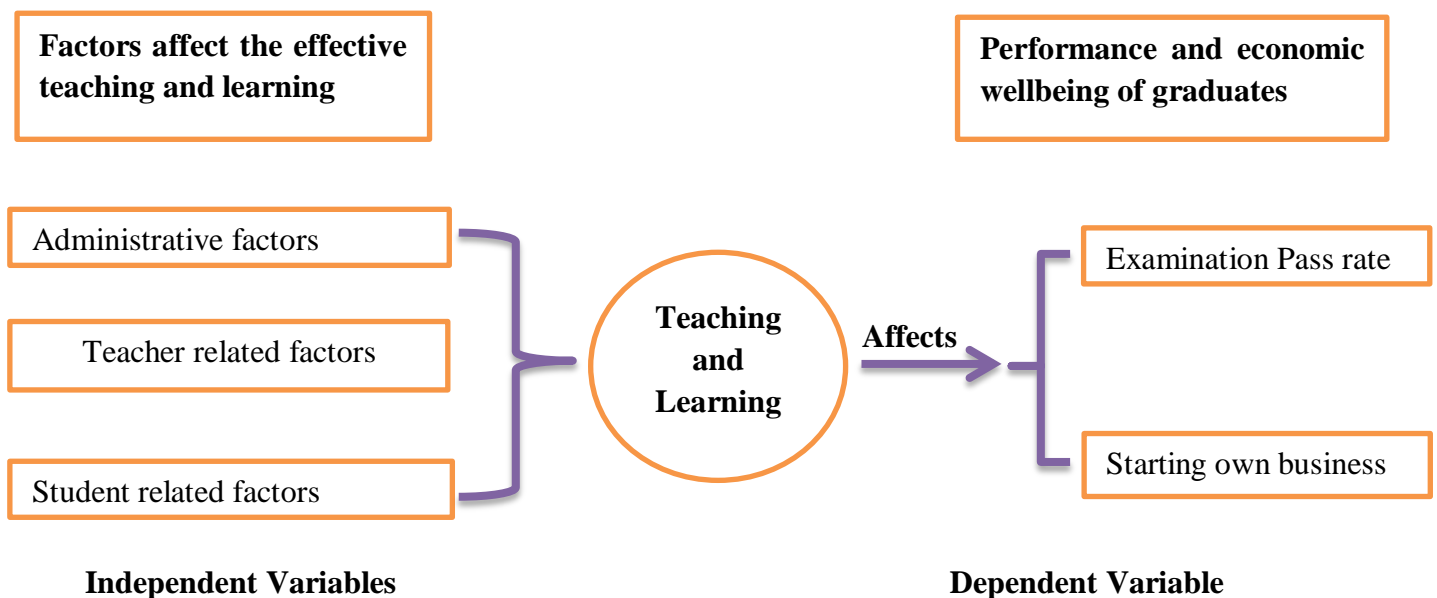 Factors affect the effective
teaching and learning
Performance and economic
wellbeing of graduates
Administrative factors
Teacher related factors
Student related factors
Teaching
and
Learning
Affects
Examination Pass rate
Starting own business
Independent Variables
Dependent Variable